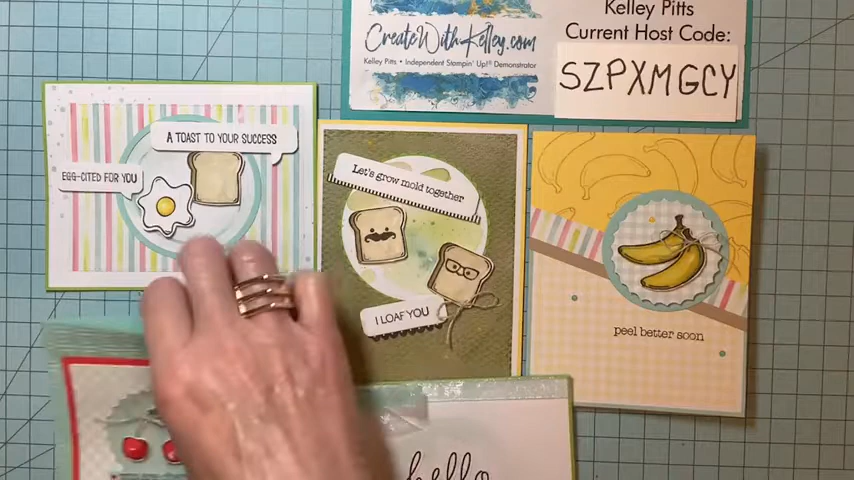 Kelley Pitts
Current Host Code:
SZPXMGCY
CreateWithKelley.com
Kelley Pitts • Independent Stampin' Up! Demonstrator
A TOAST TO YOUR SUCCESS
EGG-CITED FOR YOU
Let's grow mold together
I LOAF YOU
peel better soon
hello